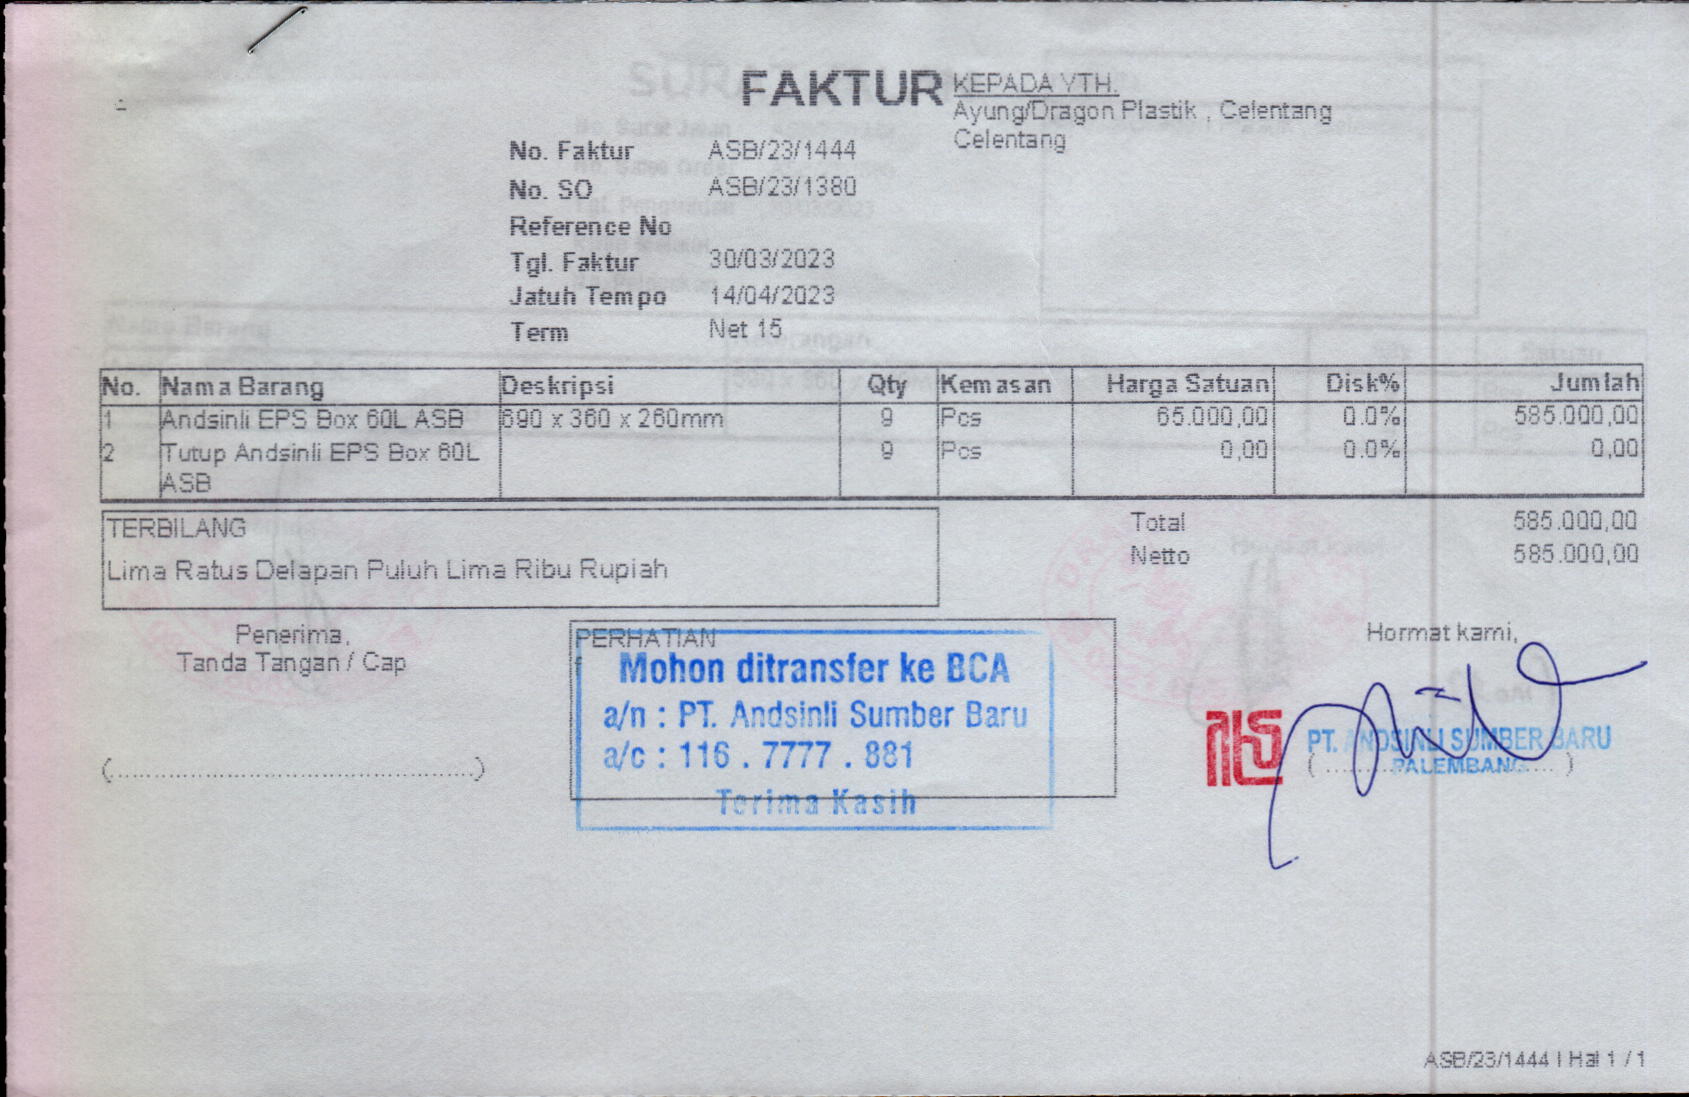 FAKTUR
KEPADA YTH.
Ayung/Dragon Plastik , Celentang
Celentang
No. Faktur ASB/23/1444
No. SO ASB/23/1380
Reference No
Tgl. Faktur 30/03/2023
Jatuh Tempo 14/04/2023
Term Net 15
No. Nama Barang Deskripsi Qty Kemasan Harga Satuan Disk% Jumlah
1 Andsinli EPS Box 60L ASB 690 x 360 x 260mm 9 Pcs 65.000,00 0.0% 585.000,00
2 Tutup Andsinli EPS Box 60L 9 Pcs 0,00 0.0% 0,00
ASB
TERBILANG
Lima Ratus Delapan Puluh Lima Ribu Rupiah
Total 585.000,00
Netto 585.000,00
Penerima,
Tanda Tangan / Cap
(....................................................)
PERHATIAN
Mohon ditransfer ke BCA
a/n : PT. Andsinli Sumber Baru
a/c : 116 . 7777 . 881
Terima Kasih
Hormat kami,
PT. ANDSINLI SUMBER BARU
PALEMBANG
ASB/23/1444 | Hal 1 / 1